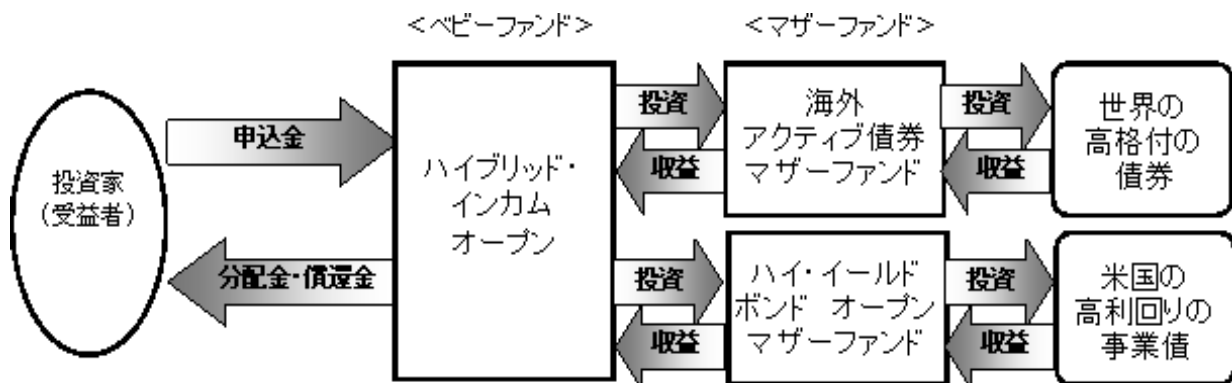 <ベビーファンド>
<マザーファンド>
投資家
(受益者)
申込金
分配金・償還金
ハイブリッド・
インカム
オープン
投資
収益
海外
アクティブ債券
マザーファンド
投資
収益
世界の
高格付の
債券
投資
収益
ハイ・イールド
ボンド オープン
マザーファンド
投資
収益
米国の
高利回りの
事業債